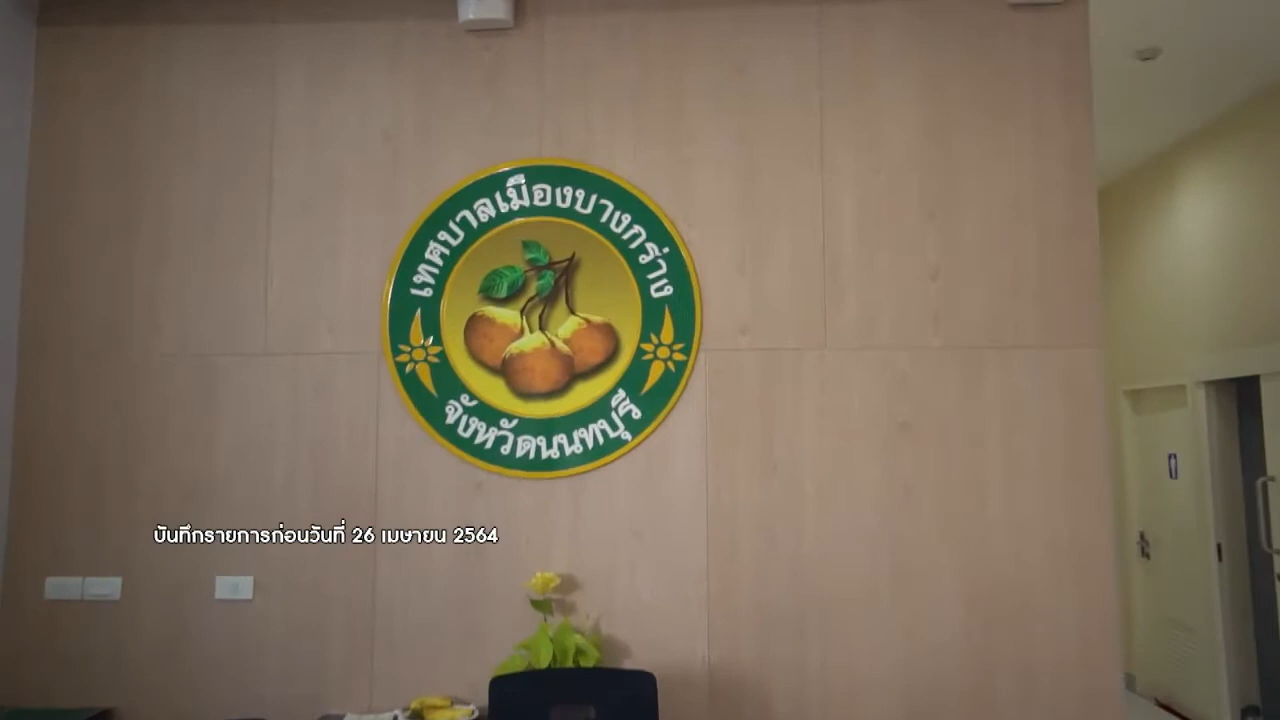 เทศบาลเมืองบางกร่าง
จังหวัดนนทบุรี
บันทึกรายการก่อนวันที่ 26 เมษายน 2564